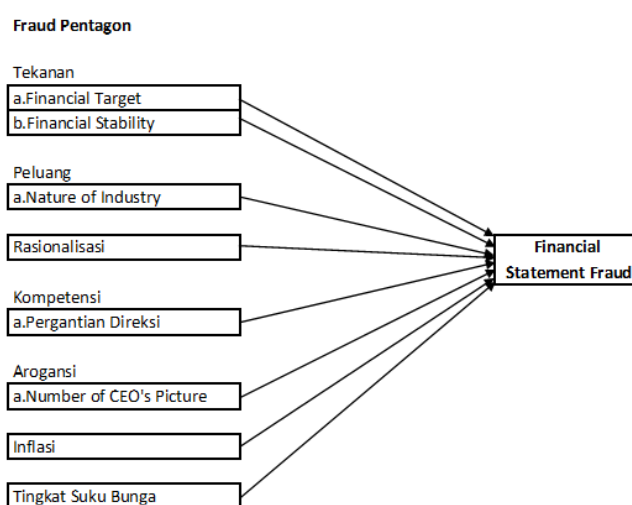 Fraud Pentagon
Tekanan
a.Financial Target
b.Financial Stability
Peluang
a.Nature of Industry
Rasionalisasi
Kompetensi
a.Pergantian Direksi
Arogansi
a.Number of CEO's Picture
Inflasi
Tingkat Suku Bunga
Financial
Statement Fraud